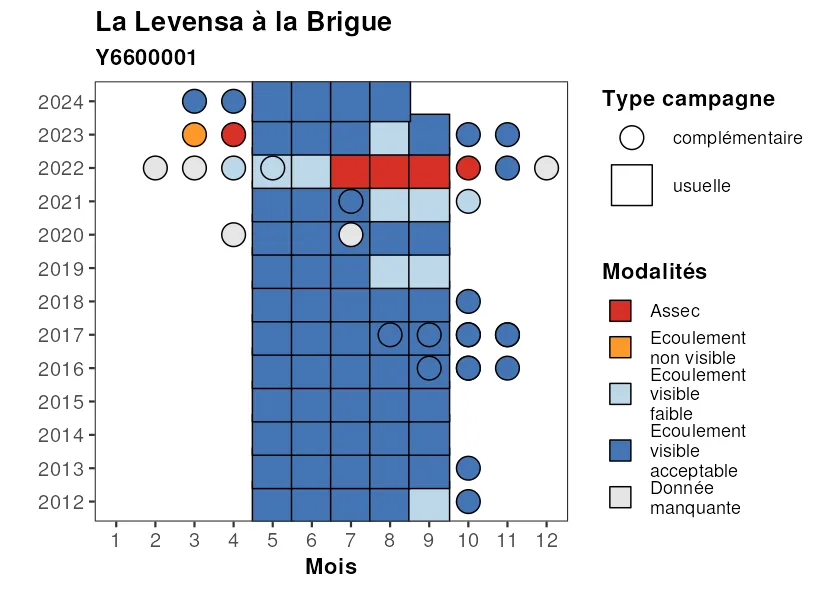 La Levensa à la Brigue
Y6600001
2024
2023
2022
2021
2020
2019
2018
2017
2016
2015
2014
2013
2012
1 2 3 4 5 6 7 8 9 10 11 12
Mois
Type campagne
complémentaire
usuelle
Modalités
Assec
Ecoulement
non visible
Ecoulement
visible
faible
Ecoulement
visible
acceptable
Donnée
manquante